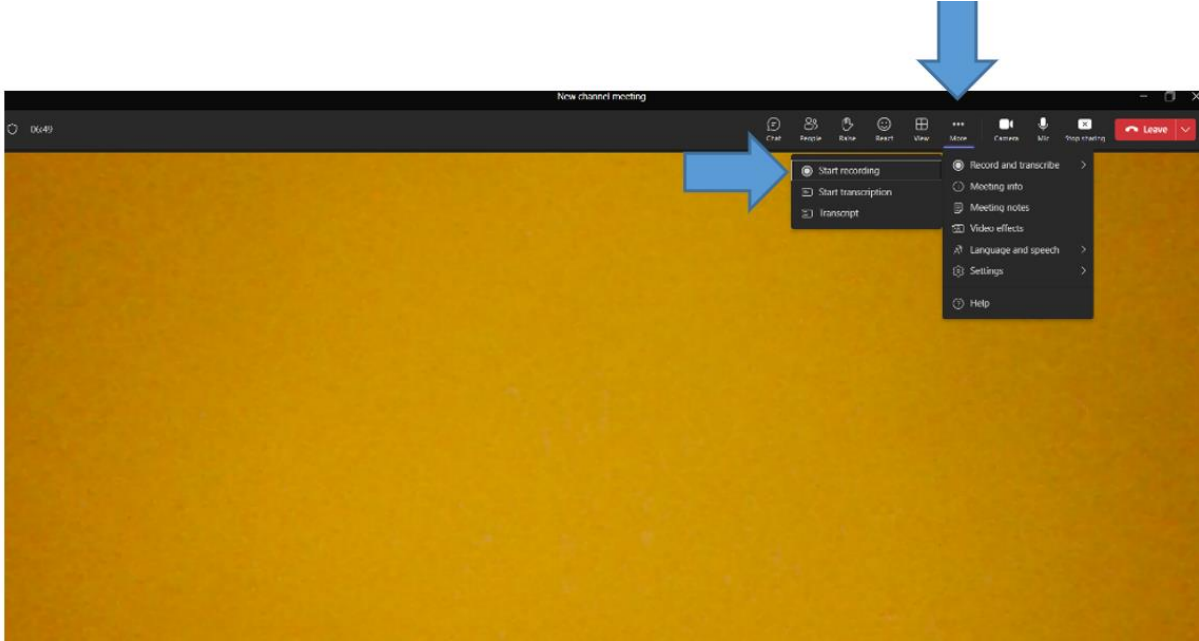 New channel meeting
06:49
Chat People Raise React View More Camera Mic Stop sharing Leave
Start recording
Start transcription
Transcript
Record and transcribe
Meeting info
Meeting notes
Video effects
Language and speech
Settings
Help